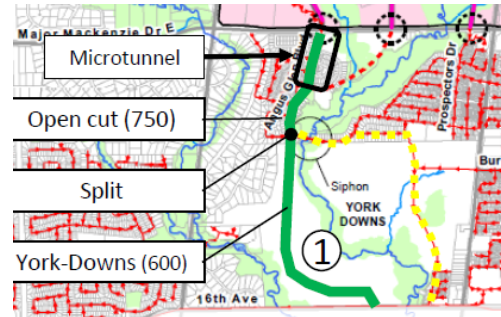 Major Mackenzie Dr E
Microtunnel
Angus Glen Blvd
Prospectors Dr
Open cut (750)
Split
Siphon
YORK
DOWNS
Bur
York-Downs (600)
1
16th Ave